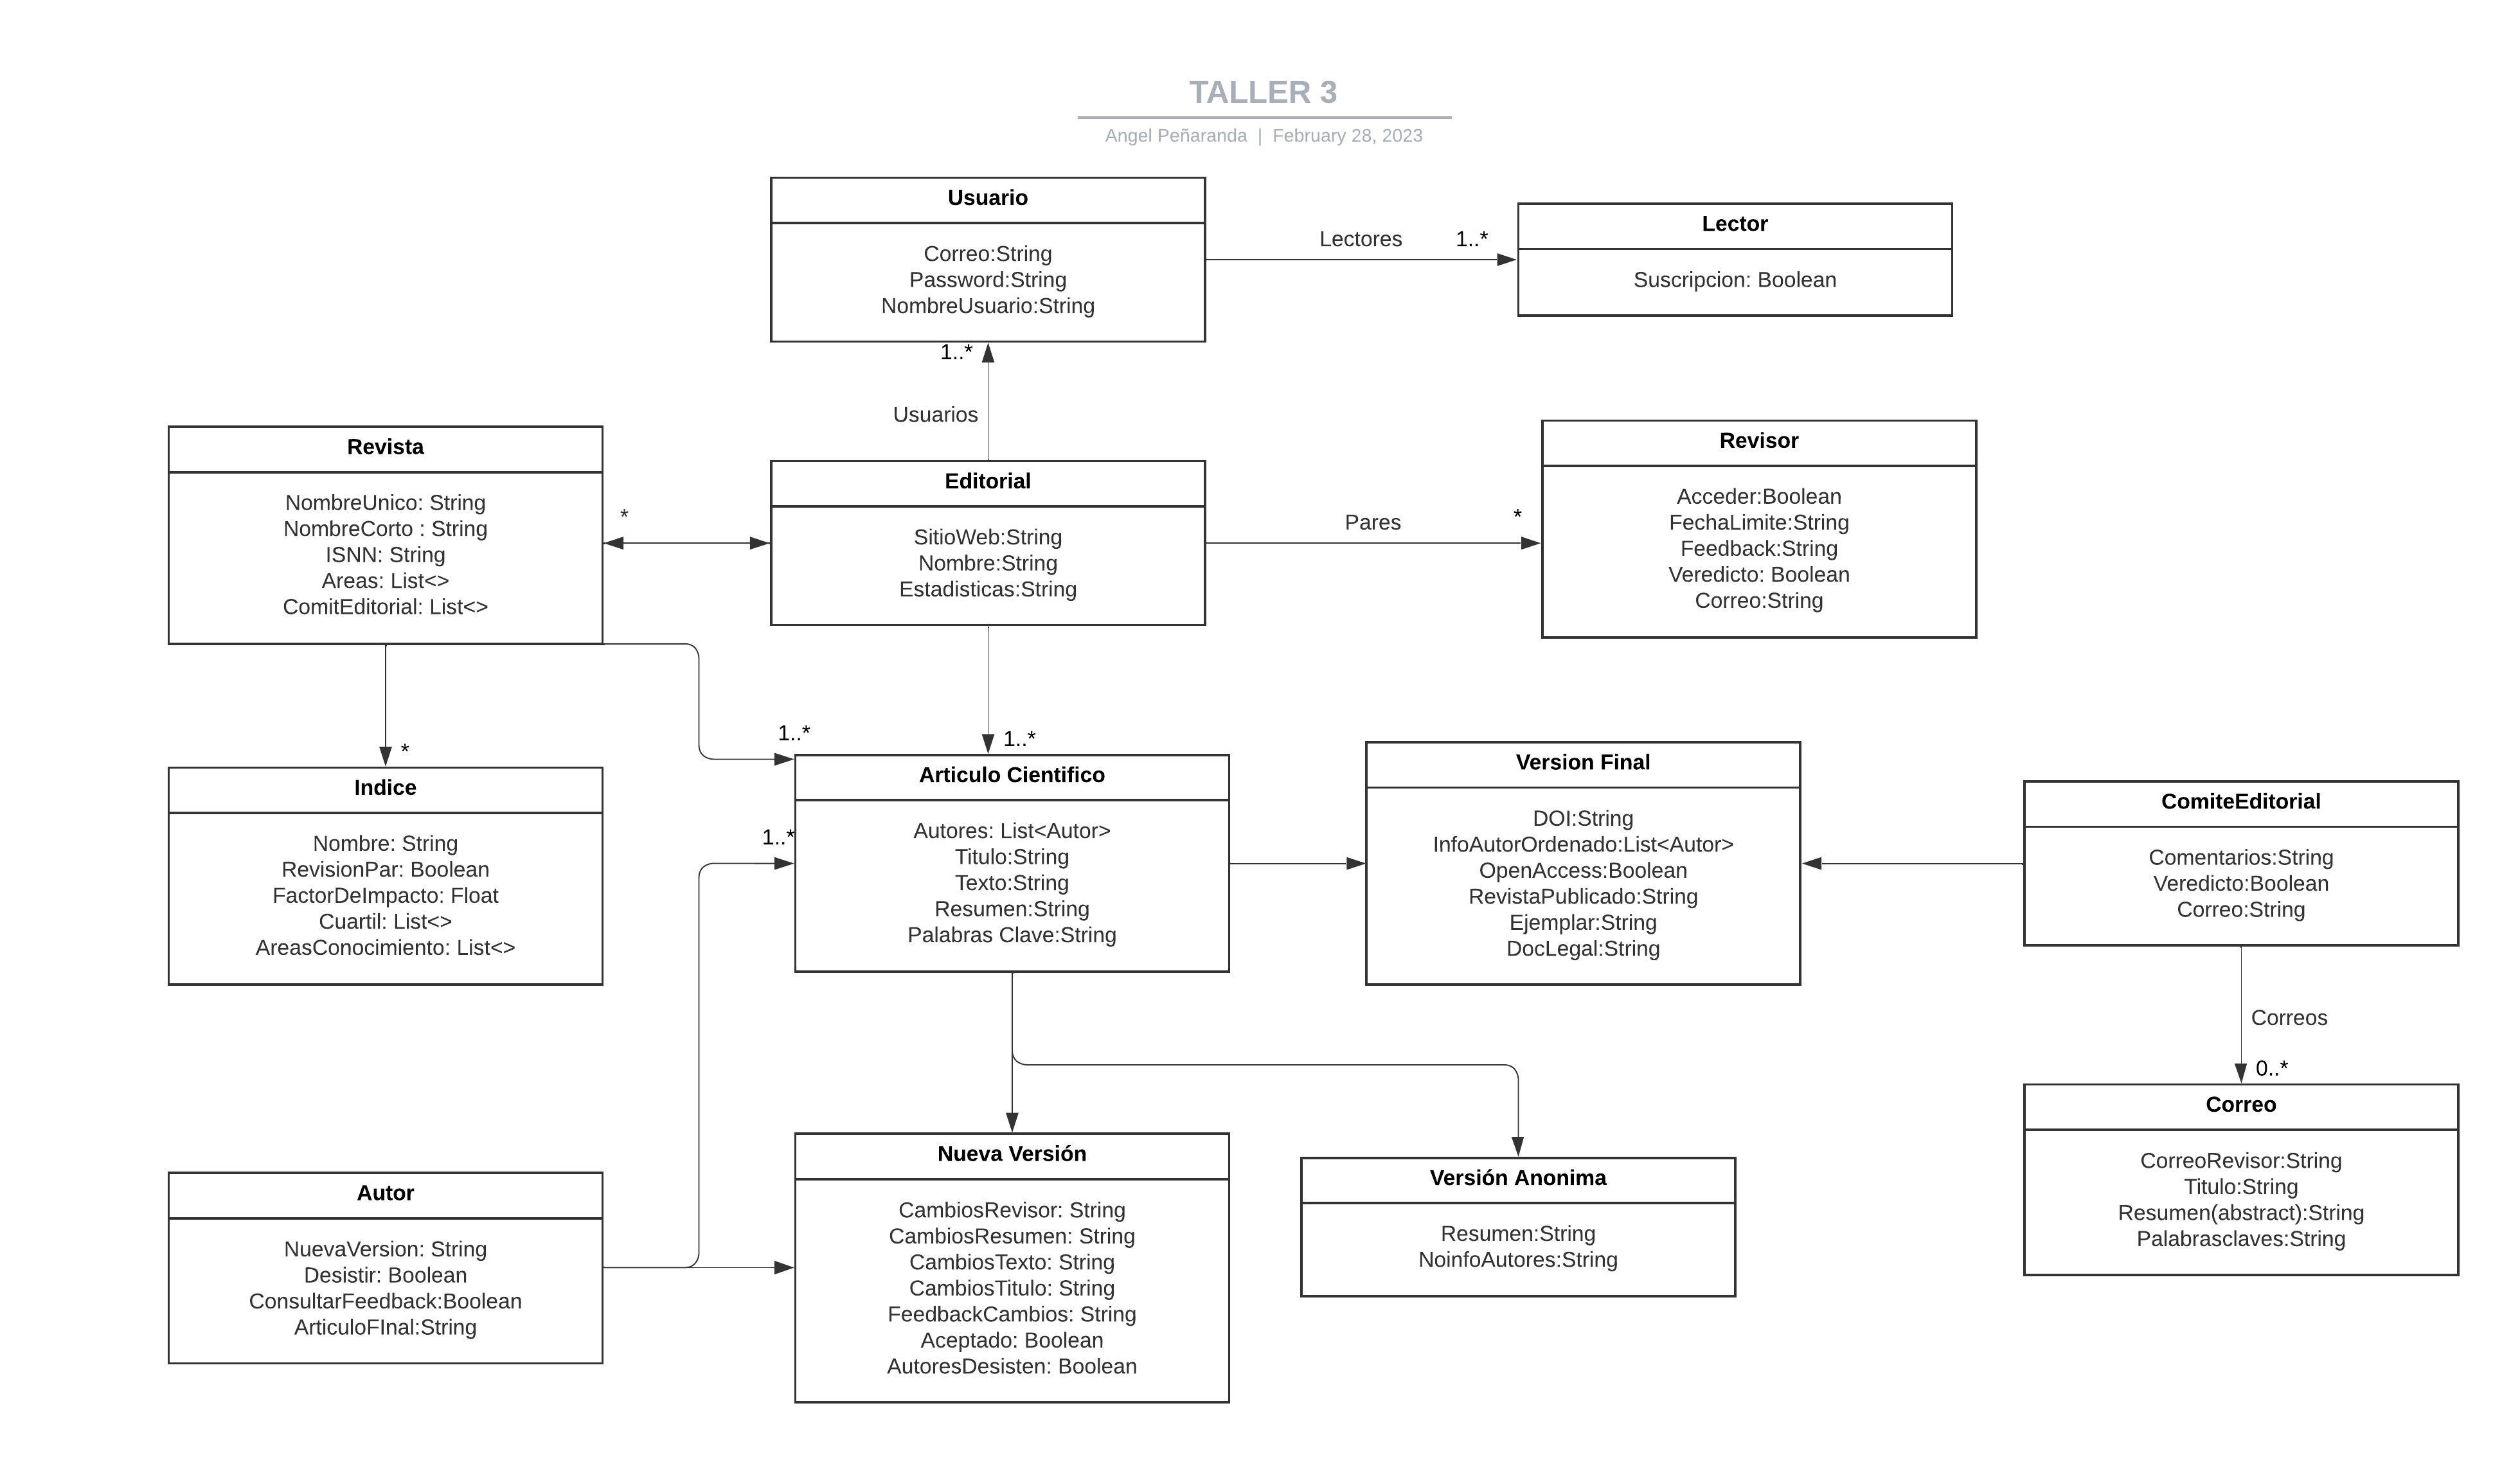 TALLER 3
Angel Peñaranda | February 28, 2023
Usuario
Correo:String
Password:String
NombreUsuario:String
Lectores
1..*
Lector
Suscripcion: Boolean
1..*
Usuarios
Revista
NombreUnico: String
NombreCorto : String
ISNN: String
Areas: List<>
ComitEditorial: List<>
*
Editorial
SitioWeb:String
Nombre:String
Estadisticas:String
Pares
*
Revisor
Acceder:Boolean
FechaLimite:String
Feedback:String
Veredicto: Boolean
Correo:String
*
1..*
1..*
Indice
Nombre: String
RevisionPar: Boolean
FactorDeImpacto: Float
Cuartil: List<>
AreasConocimiento: List<>
1..*
Articulo Cientifico
Autores: List<Autor>
Titulo:String
Texto:String
Resumen:String
Palabras Clave:String
Version Final
DOI:String
InfoAutorOrdenado:List<Autor>
OpenAccess:Boolean
RevistaPublicado:String
Ejemplar:String
DocLegal:String
ComiteEditorial
Comentarios:String
Veredicto:Boolean
Correo:String
Correos
0..*
Autor
NuevaVersion: String
Desistir: Boolean
ConsultarFeedback:Boolean
ArticuloFInal:String
Nueva Versión
CambiosRevisor: String
CambiosResumen: String
CambiosTexto: String
CambiosTitulo: String
FeedbackCambios: String
Aceptado: Boolean
AutoresDesisten: Boolean
Versión Anonima
Resumen:String
NoinfoAutores:String
Correo
CorreoRevisor:String
Titulo:String
Resumen(abstract):String
Palabrasclaves:String